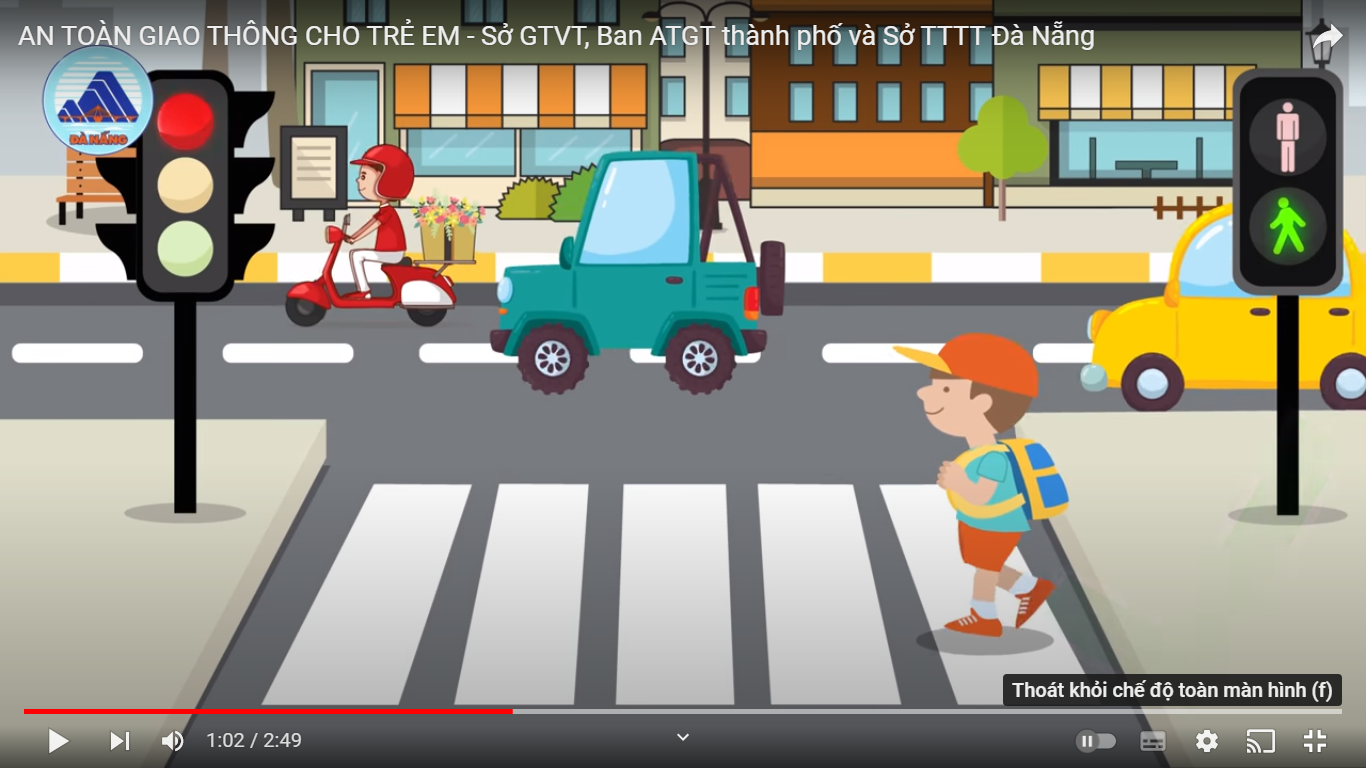 AN TOÀN GIAO THÔNG CHO TRẺ EM - Sở GTVT, Ban ATGT thành phố và Sở TTTT Đà Nẵng
ĐÀ NẴNG
Thoát khỏi chế độ toàn màn hình (f)
1:02 / 2:49